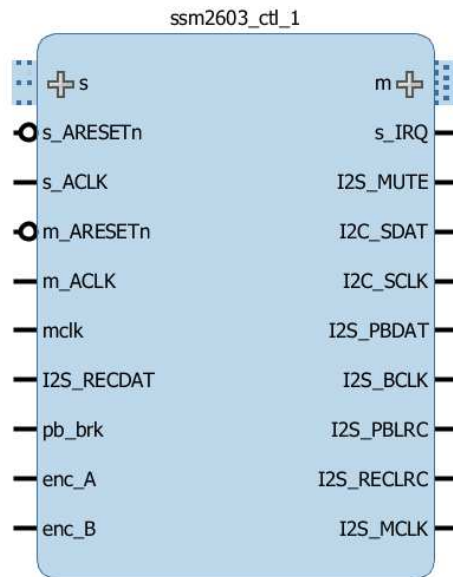 ssm2603_ctl_1
s m
s_ARESETn s_IRQ
s_ACLK I2S_MUTE
m_ARESETn I2C_SDAT
m_ACLK I2C_SCLK
mclk I2S_PBDAT
I2S_RECDAT I2S_BCLK
pb_brk I2S_PBLRC
enc_A I2S_RECLRC
enc_B I2S_MCLK